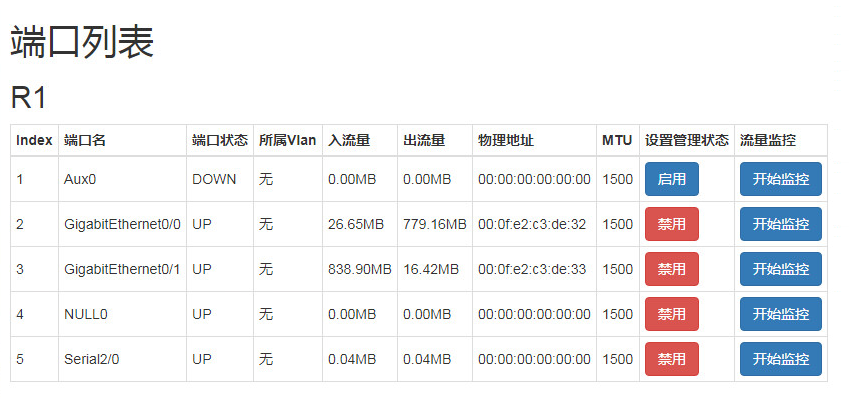 端口列表
R1
Index 端口名 端口状态 所属Vlan 入流量 出流量 物理地址 MTU 设置管理状态 流量监控
1 Aux0 DOWN 无 0.00MB 0.00MB 00:00:00:00:00:00 1500 启用 开始监控
2 GigabitEthernet0/0 UP 无 26.65MB 779.16MB 00:0f:e2:c3:de:32 1500 禁用 开始监控
3 GigabitEthernet0/1 UP 无 838.90MB 16.42MB 00:0f:e2:c3:de:33 1500 禁用 开始监控
4 NULL0 UP 无 0.00MB 0.00MB 00:00:00:00:00:00 1500 禁用 开始监控
5 Serial2/0 UP 无 0.04MB 0.04MB 00:00:00:00:00:00 1500 禁用 开始监控